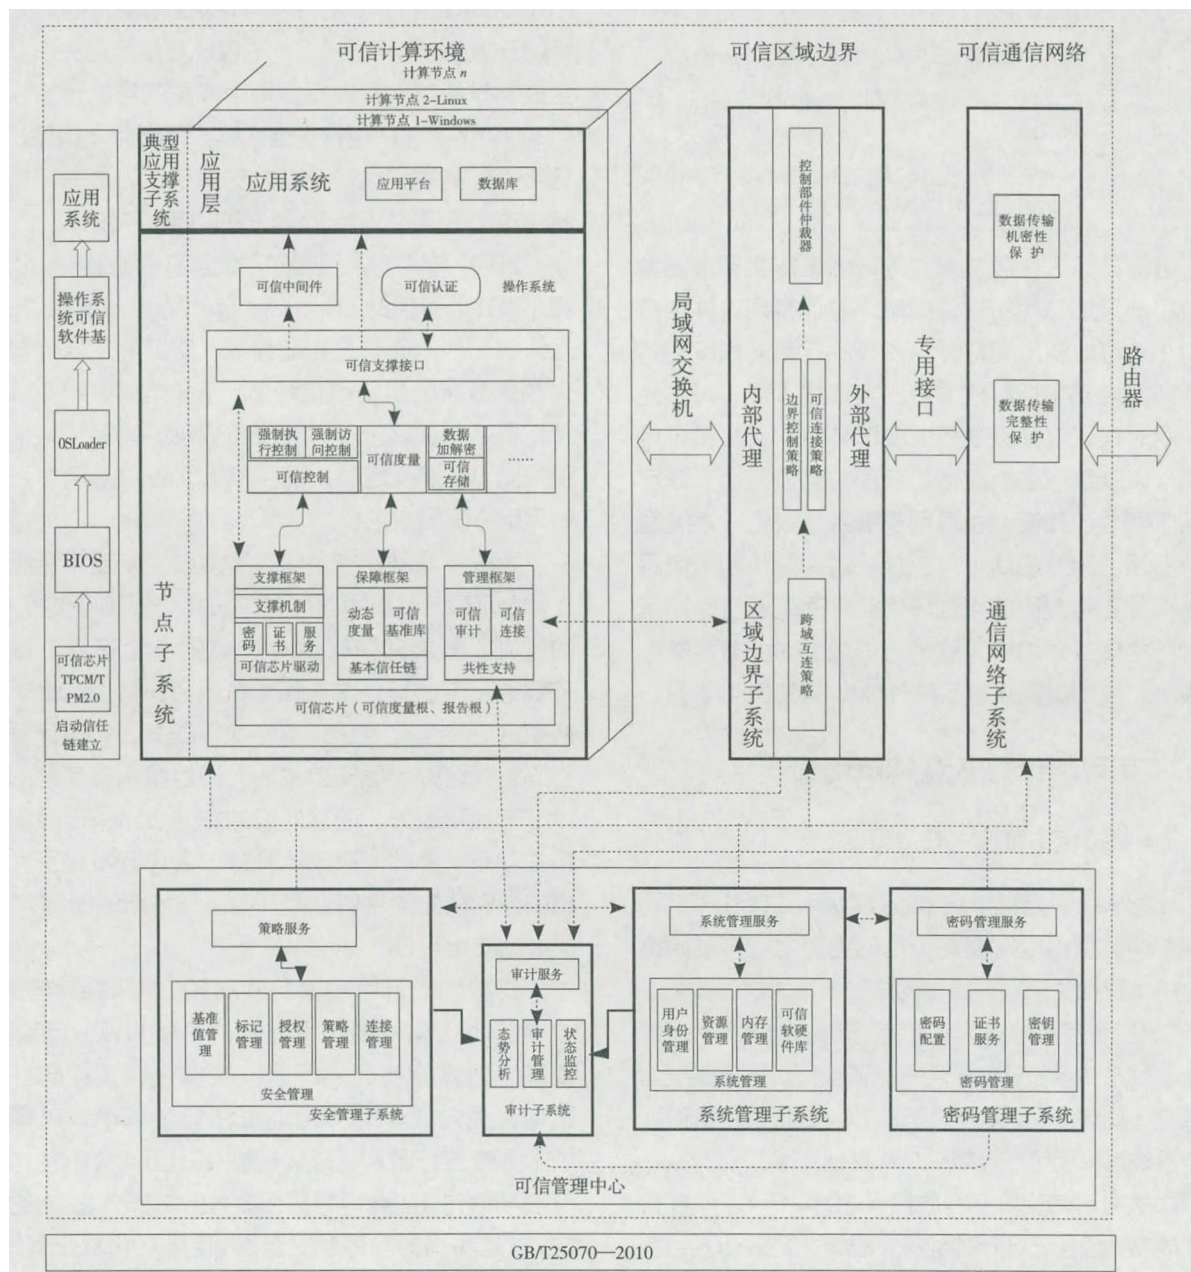 可信计算环境
可信区域边界
可信通信网络
计算节点 n
计算节点 2-Linux
计算节点 1-Windows
典型
应用
支撑
子系
统
应用层
应用系统
应用平台
数据库
应用
系统
操作系
统可信
软件基
OSLoader
BIOS
可信芯片
TPCM/T
PM2.0
启动信任
链建立
节点子系统
可信中间件
可信认证
操作系统
可信支撑接口
强制执
行控制
强制访
问控制
可信控制
可信度量
数据
加解密
可信
存储
……
支撑框架
支撑机制
密码
证书
服务
可信芯片驱动
保障框架
动态
度量
可信
基准库
基本信任链
管理框架
可信
审计
可信
连接
共性支持
可信芯片（可信度量根、报告根）
局域网交换机
控制部件仲裁器
内部代理
边界控制策略
可信连接策略
外部代理
区域边界子系统
跨域互连策略
专用接口
数据传输
机密性
保 护
数据传输
完整性
保 护
通信网络子系统
路由器
策略服务
基准
值管理
标记
管理
授权
管理
策略
管理
连接
管理
安全管理
安全管理子系统
审计服务
态势分析
审计管理
状态监控
审计子系统
系统管理服务
用户
身份
管理
资源
管理
内存
管理
可信
软硬
件库
系统管理
系统管理子系统
密码管理服务
密码
配置
证书
服务
密钥
管理
密码管理
密码管理子系统
可信管理中心
GB/T25070—2010